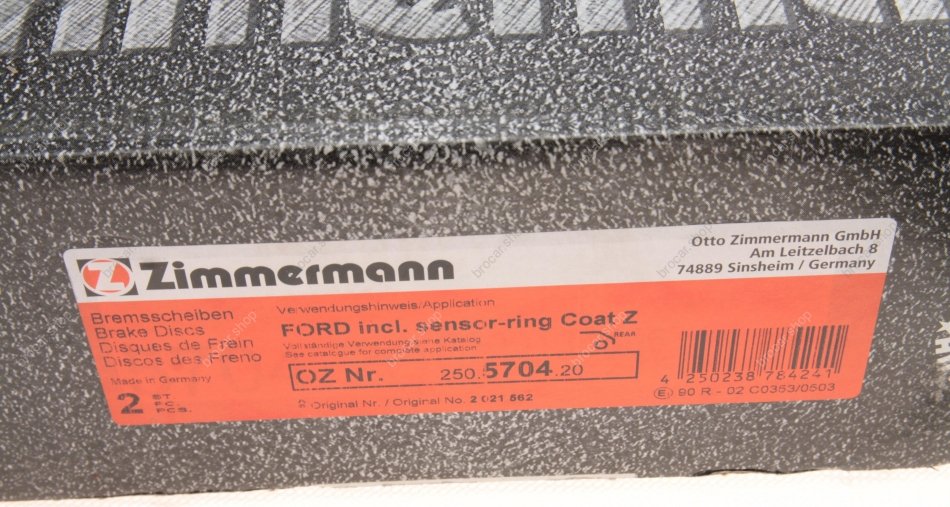 Zimmermann
Otto Zimmermann GmbH
Am Leitzelbach 8
74889 Sinsheim / Germany
Bremsscheiben
Brake Discs
Disques de Frein
Discos des Freno
Made in Germany
2 ST
PC.
PCS.
Verwendungshinweis/Application
FORD incl. sensor-ring Coat Z
REAR
Vollständige Verwendung siehe Katalog
See catalogue for complete application
OZ Nr. 250.5704.20
Original Nr. / Original No. 2 021 562
4 250238 784241
E 90 R - 02 C0353/0503
brocar.shop